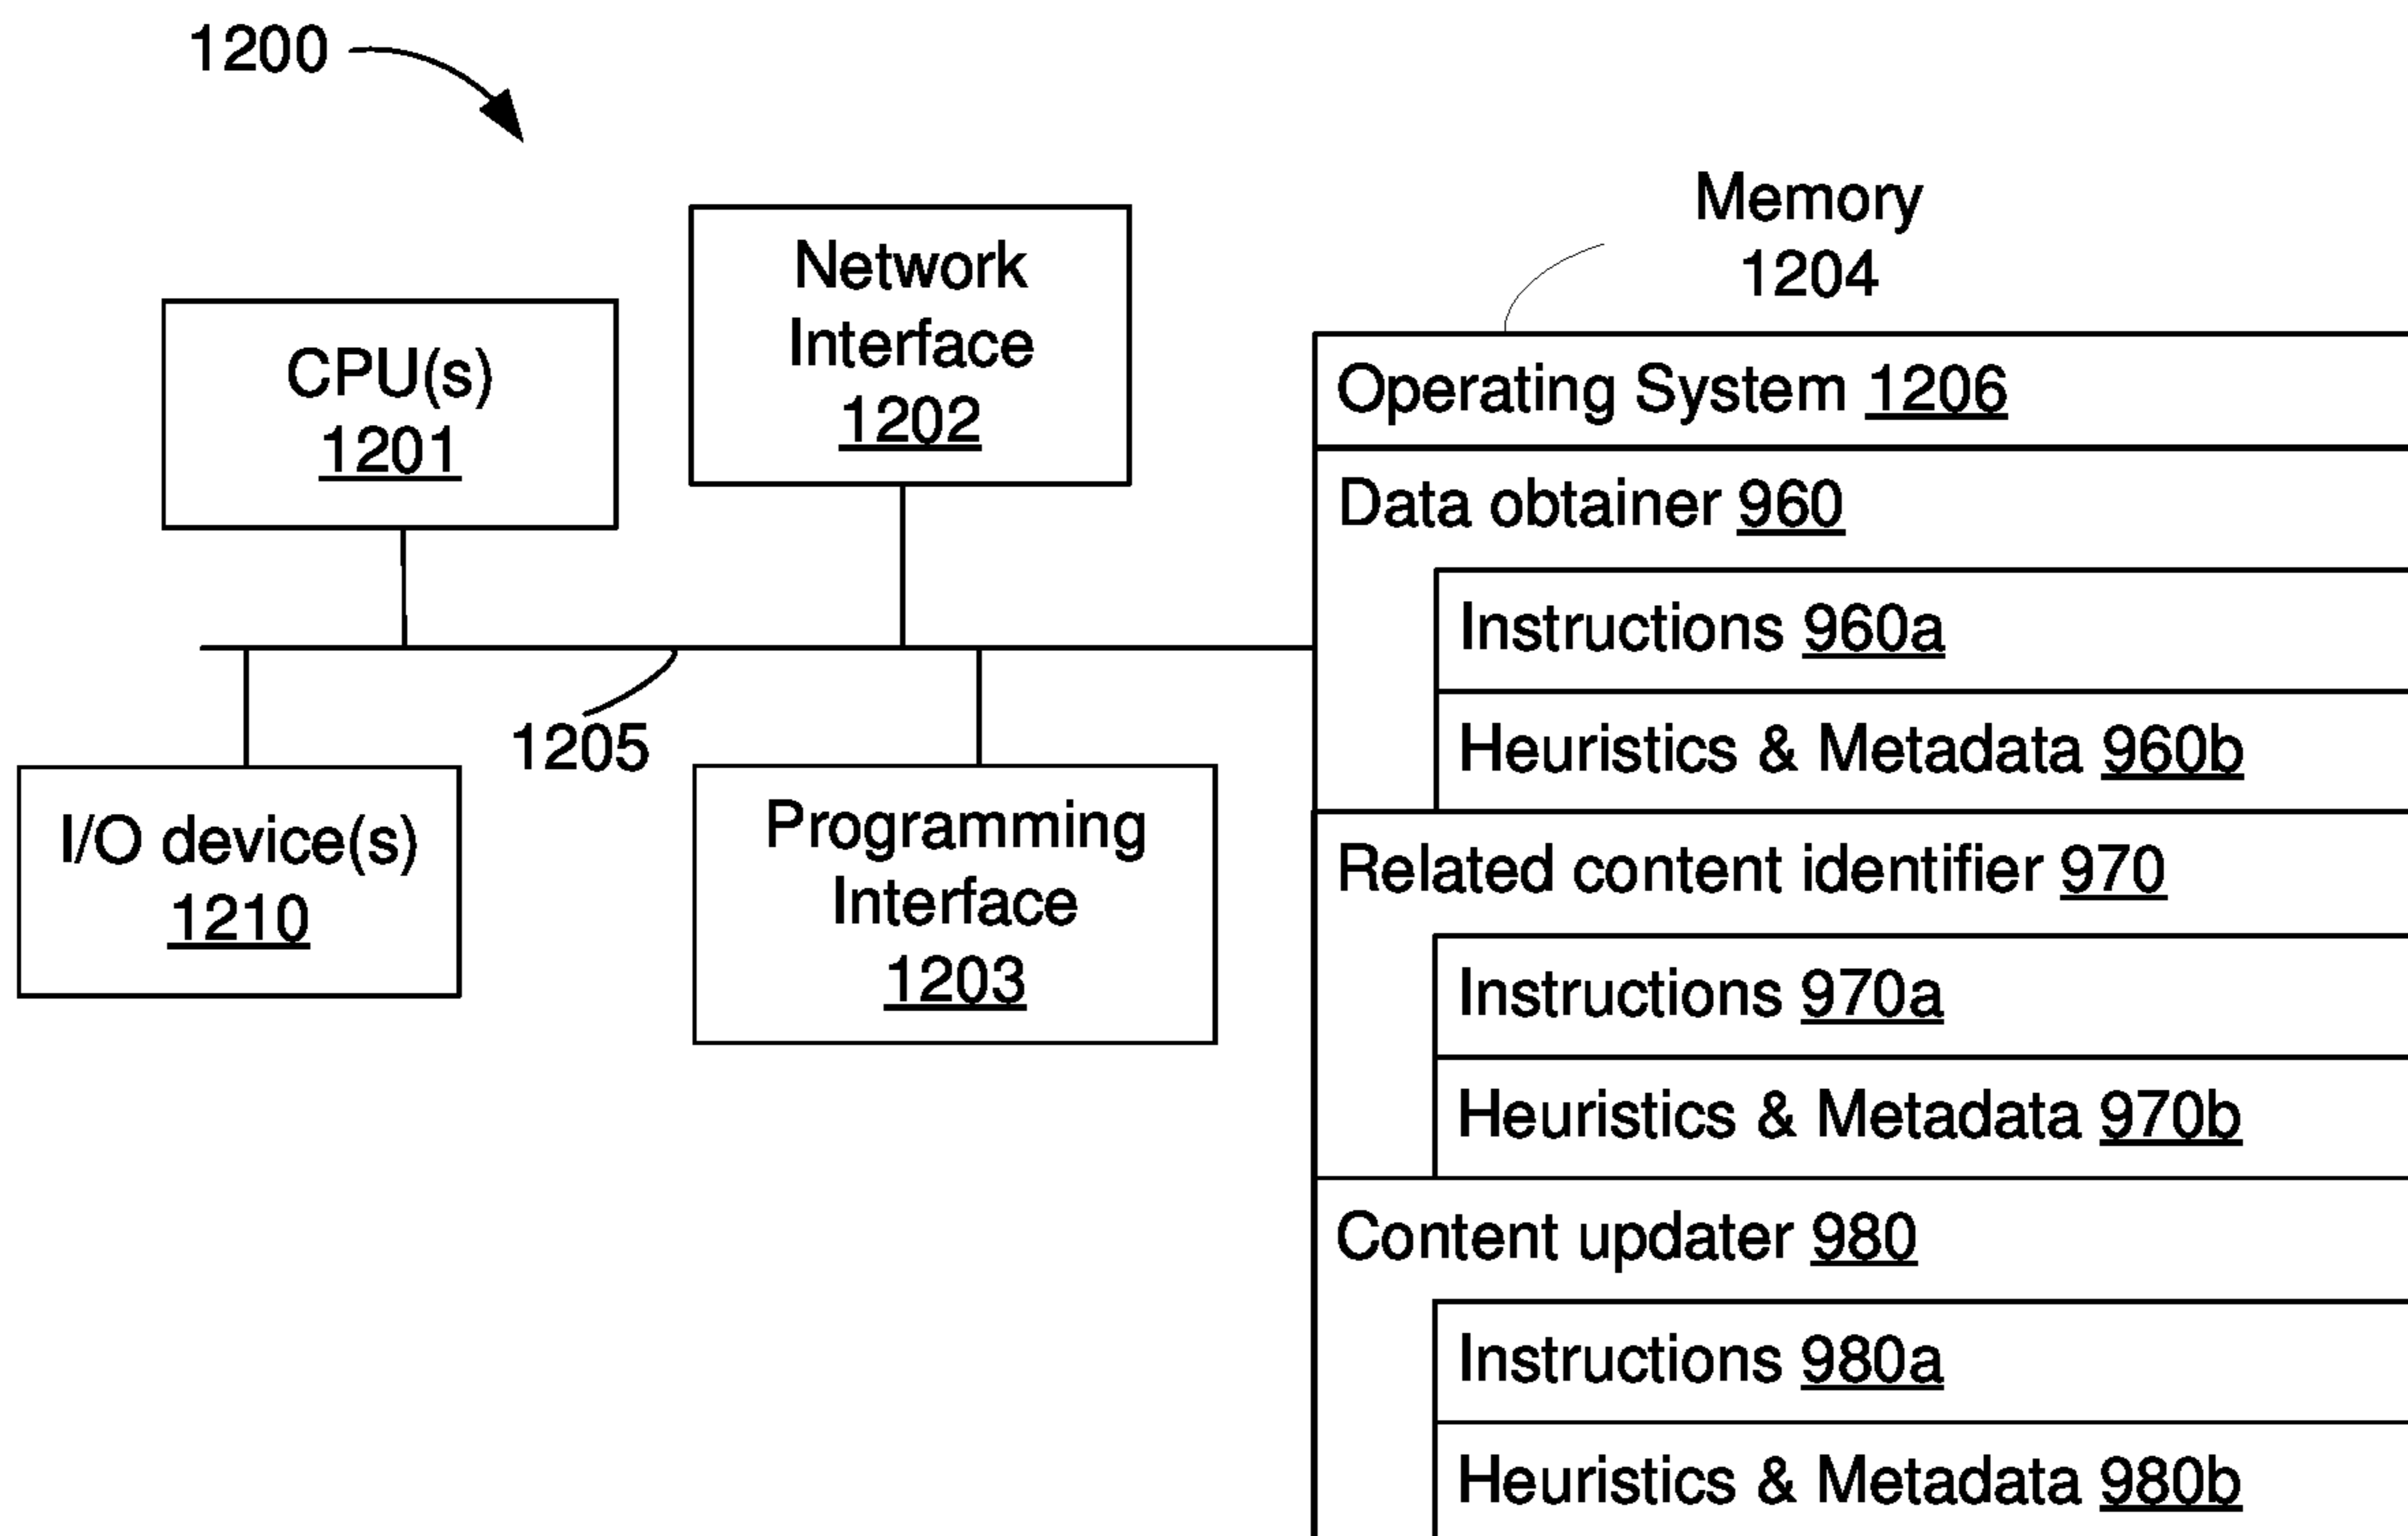 1200
CPU(s)
1201
Network
Interface
1202
Memory
1204
1205
I/O device(s)
1210
Programming
Interface
1203
Operating System 1206
Data obtainer 960
Instructions 960a
Heuristics & Metadata 960b
Related content identifier 970
Instructions 970a
Heuristics & Metadata 970b
Content updater 980
Instructions 980a
Heuristics & Metadata 980b